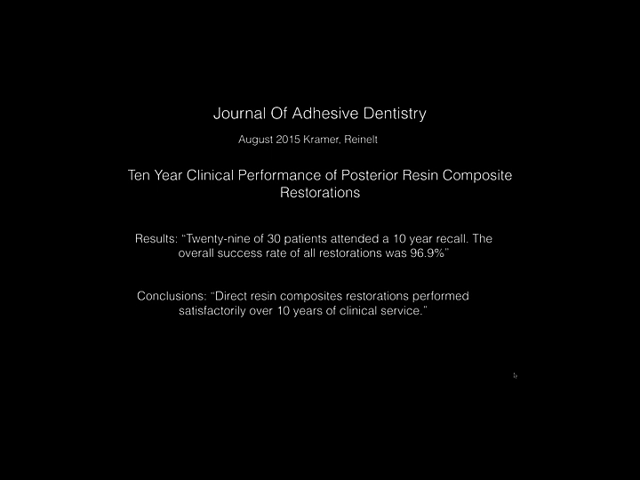 Journal Of Adhesive Dentistry
August 2015 Kramer, Reinelt
Ten Year Clinical Performance of Posterior Resin Composite
Restorations
Results: “Twenty-nine of 30 patients attended a 10 year recall. The
overall success rate of all restorations was 96.9%”
Conclusions: “Direct resin composites restorations performed
satisfactorily over 10 years of clinical service.”